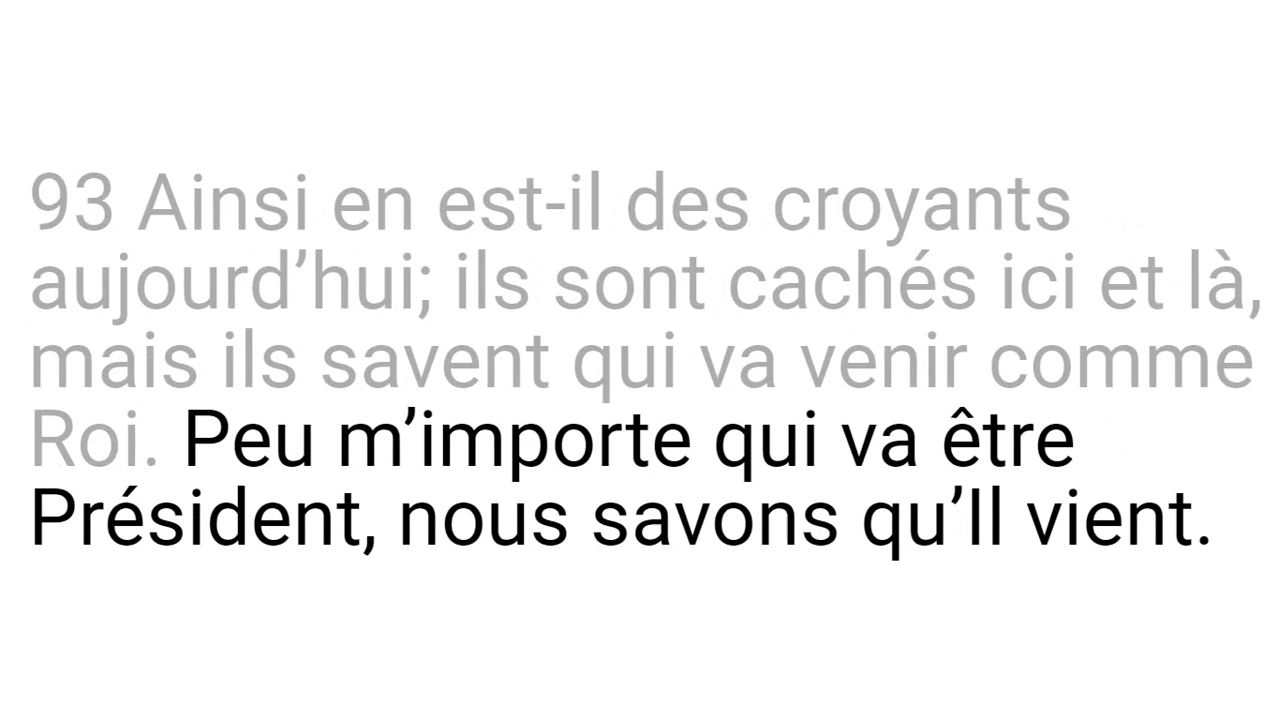 93 Ainsi en est-il des croyants
aujourd’hui; ils sont cachés ici et là,
mais ils savent qui va venir comme
Roi. Peu m’importe qui va être
Président, nous savons qu’Il vient.